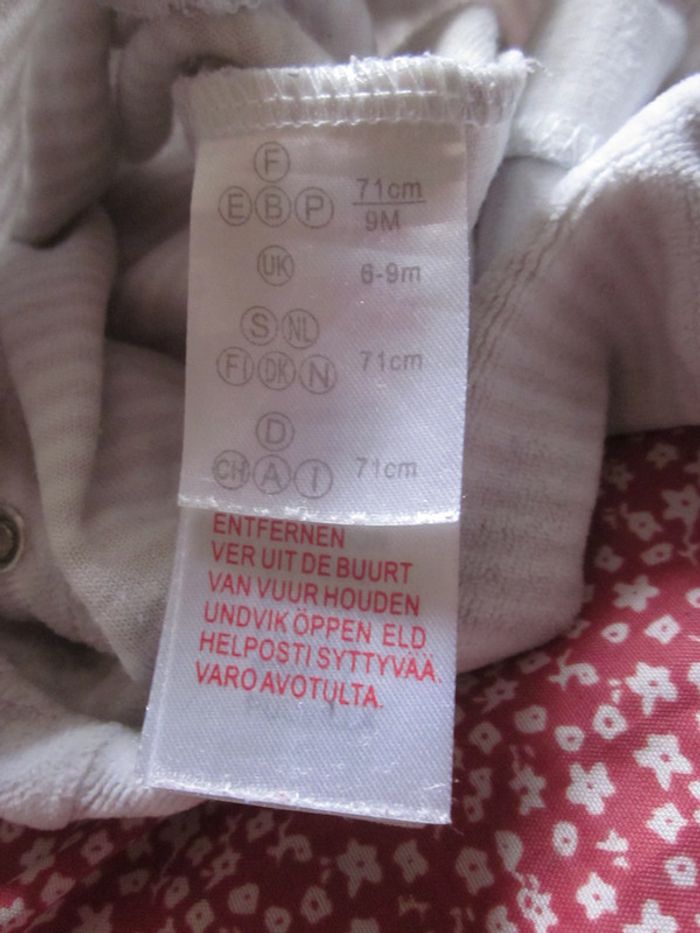 F
E B P 71cm
9M
UK 6-9m
S NL
FI DK N 71cm
D
CH A I 71cm
ENTFERNEN
VER UIT DE BUURT
VAN VUUR HOUDEN
UNDVIK ÖPPEN ELD
HELPOSTI SYTTYVÄÄ.
VARO AVOTULTA.